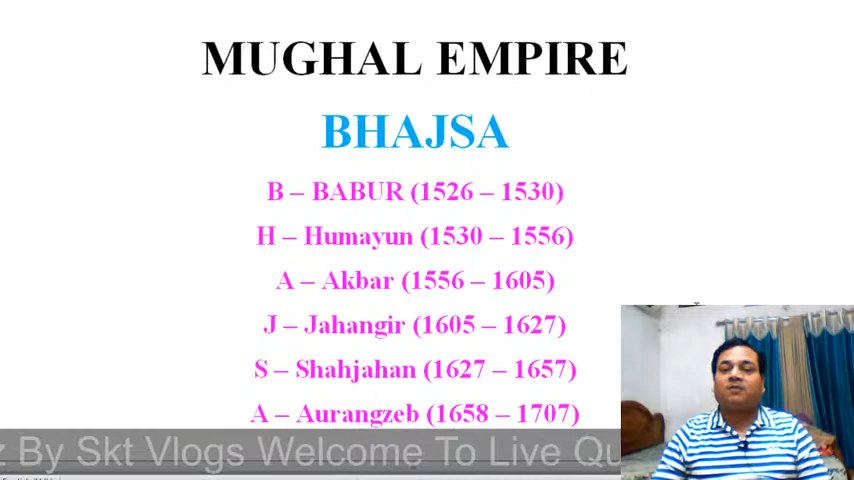 MUGHAL EMPIRE
BHAJSA
B – BABUR (1526 – 1530)
H – Humayun (1530 – 1556)
A – Akbar (1556 – 1605)
J – Jahangir (1605 – 1627)
S – Shahjahan (1627 – 1657)
A – Aurangzeb (1658 – 1707)
z By Skt Vlogs Welcome To Live Qu